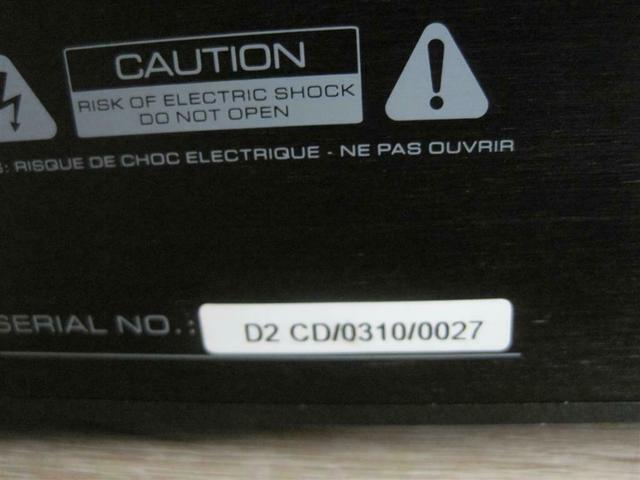 CAUTION
RISK OF ELECTRIC SHOCK
DO NOT OPEN
: RISQUE DE CHOC ELECTRIQUE - NE PAS OUVRIR
SERIAL NO.: D2 CD/0310/0027